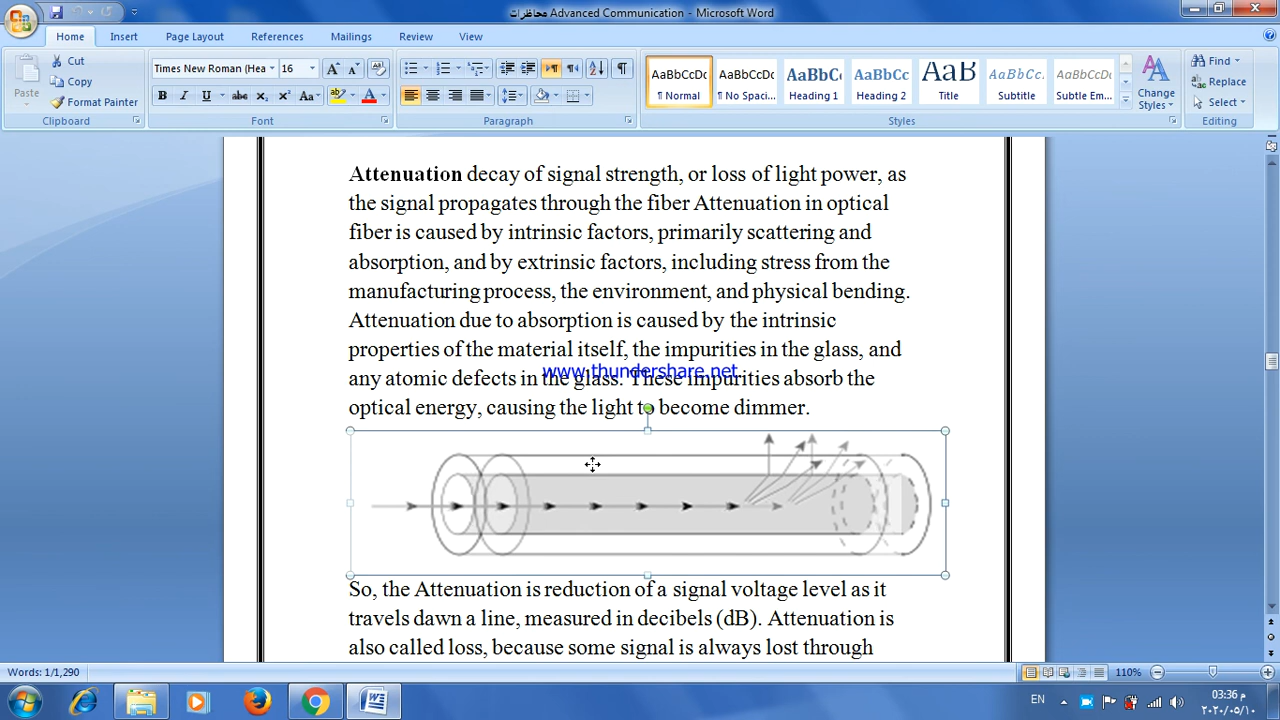 محاظرات Advanced Communication - Microsoft Word
Home Insert Page Layout References Mailings Review View
Paste
Cut
Copy
Format Painter
Clipboard
Times New Roman (Hea 16
B I U abc x₂ x² Aa A
Font
Paragraph
AaBbCcDc AaBbCcDc AaBbC AaBbCc AaB AaBbCcL AaBbCcDc
¶ Normal ¶ No Spaci... Heading 1 Heading 2 Title Subtitle Subtle Em...
Styles
Change
Styles
Find
Replace
Select
Editing
Attenuation decay of signal strength, or loss of light power, as
the signal propagates through the fiber Attenuation in optical
fiber is caused by intrinsic factors, primarily scattering and
absorption, and by extrinsic factors, including stress from the
manufacturing process, the environment, and physical bending.
Attenuation due to absorption is caused by the intrinsic
properties of the material itself, the impurities in the glass, and
www.thundershare.net
any atomic defects in the glass. These impurities absorb the
optical energy, causing the light to become dimmer.
So, the Attenuation is reduction of a signal voltage level as it
travels dawn a line, measured in decibels (dB). Attenuation is
also called loss, because some signal is always lost through
Words: 1/1,290
110%
EN
03:36 م
٢٠٢٠/٠٥/١٠